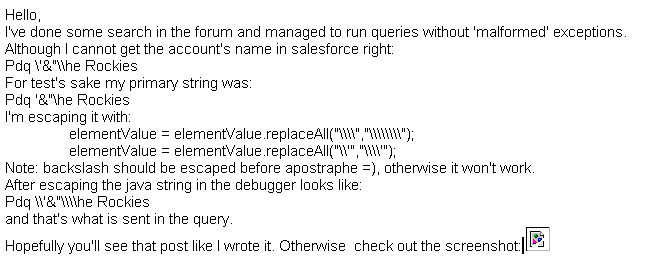 Hello,
I've done some search in the forum and managed to run queries without 'malformed' exceptions.
Although I cannot get the account's name in salesforce right:
Pdq \'&"\\he Rockies
For test's sake my primary string was:
Pdq '&"\he Rockies
I'm escaping it with:
elementValue = elementValue.replaceAll("\\\\","\\\\\\\\");
elementValue = elementValue.replaceAll("\\'","\\\\'");
Note: backslash should be escaped before apostraphe =), otherwise it won't work.
After escaping the java string in the debugger looks like:
Pdq \\'&"\\\\he Rockies
and that's what is sent in the query.
Hopefully you'll see that post like I wrote it. Otherwise  check out the screenshot: